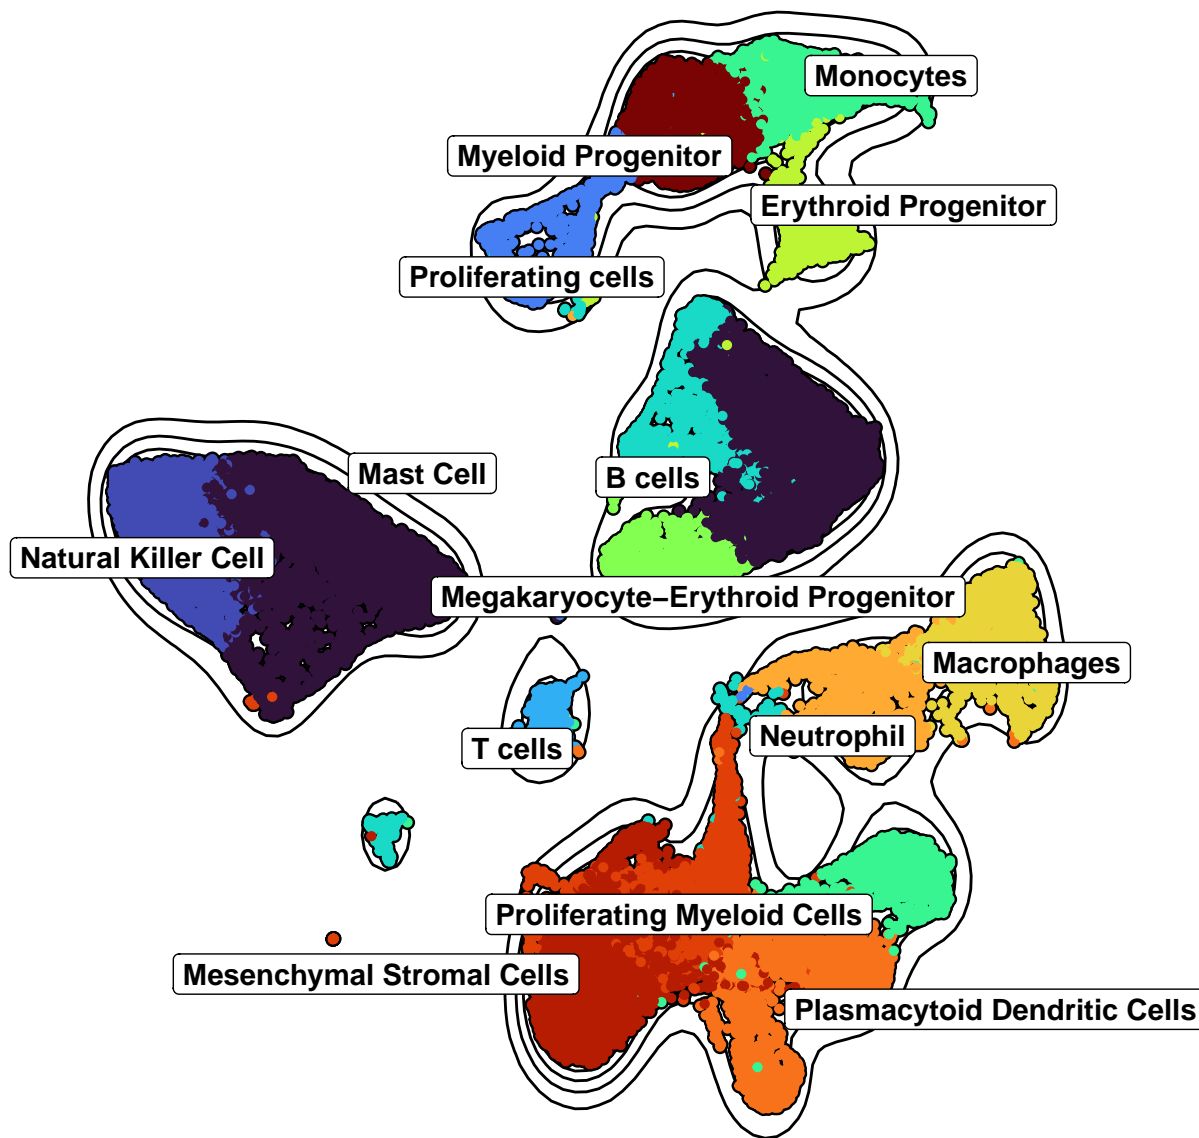 Monocytes
Myeloid Progenitor
Erythroid Progenitor
Proliferating cells
Mast Cell
B cells
Natural Killer Cell
Megakaryocyte–Erythroid Progenitor
Macrophages
Neutrophil
T cells
Proliferating Myeloid Cells
Mesenchymal Stromal Cells
Plasmacytoid Dendritic Cells